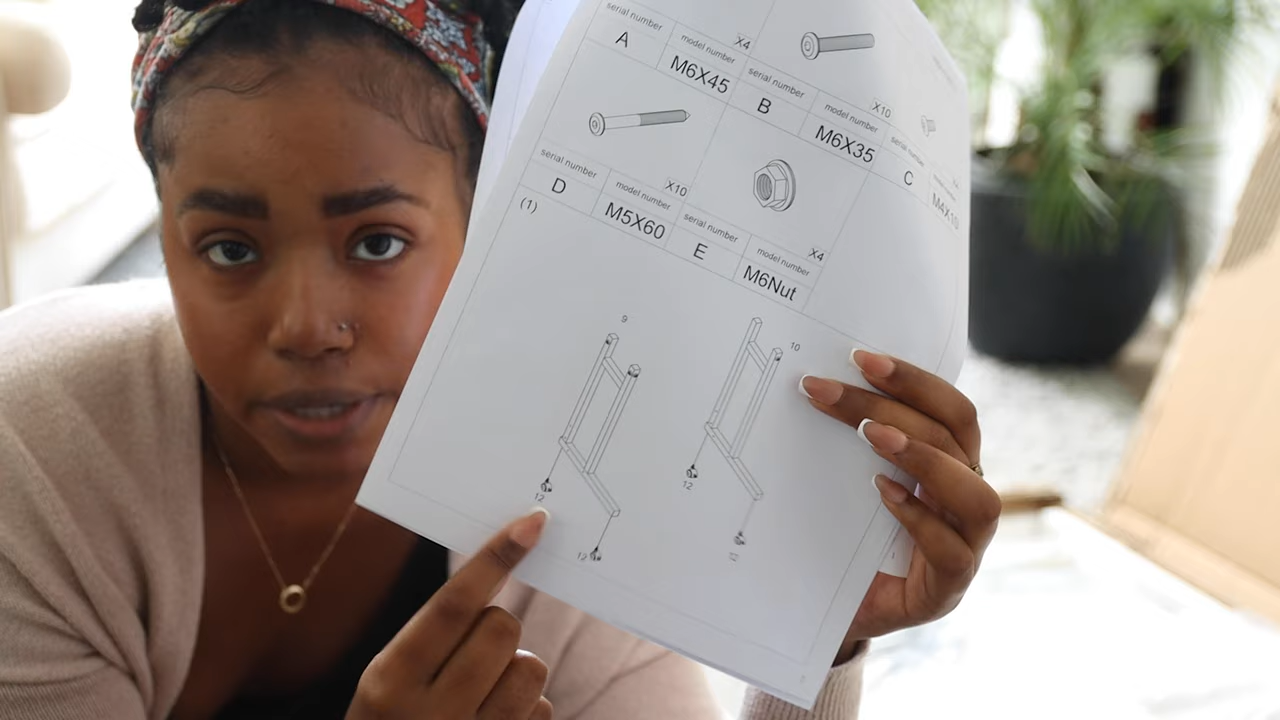 serial number model number X4
A M6X45
serial number model number X10
B M6X35
serial number
C M4X10
serial number model number X10
D M5X60
serial number model number X4
E M6Nut
(1)
9
10
12
12
12